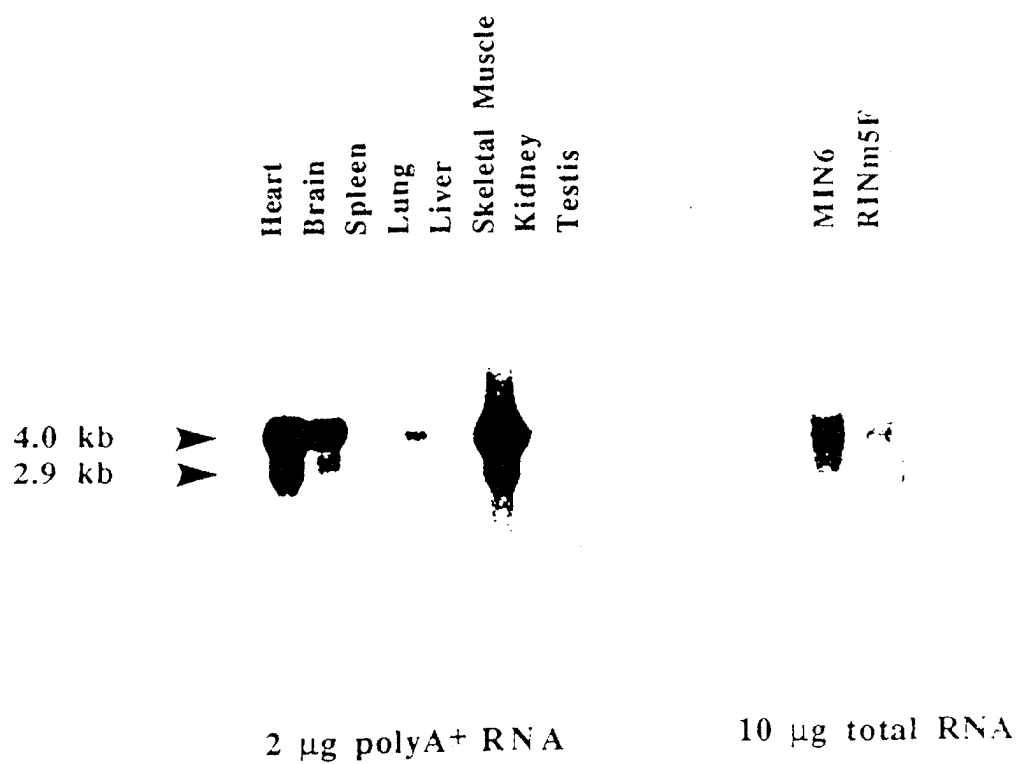 Heart
Brain
Spleen
Lung
Liver
Skeletal Muscle
Kidney
Testis
MIN6
RINm5F
4.0 kb
2.9 kb
2 μg polyA+ RNA
10 μg total RNA